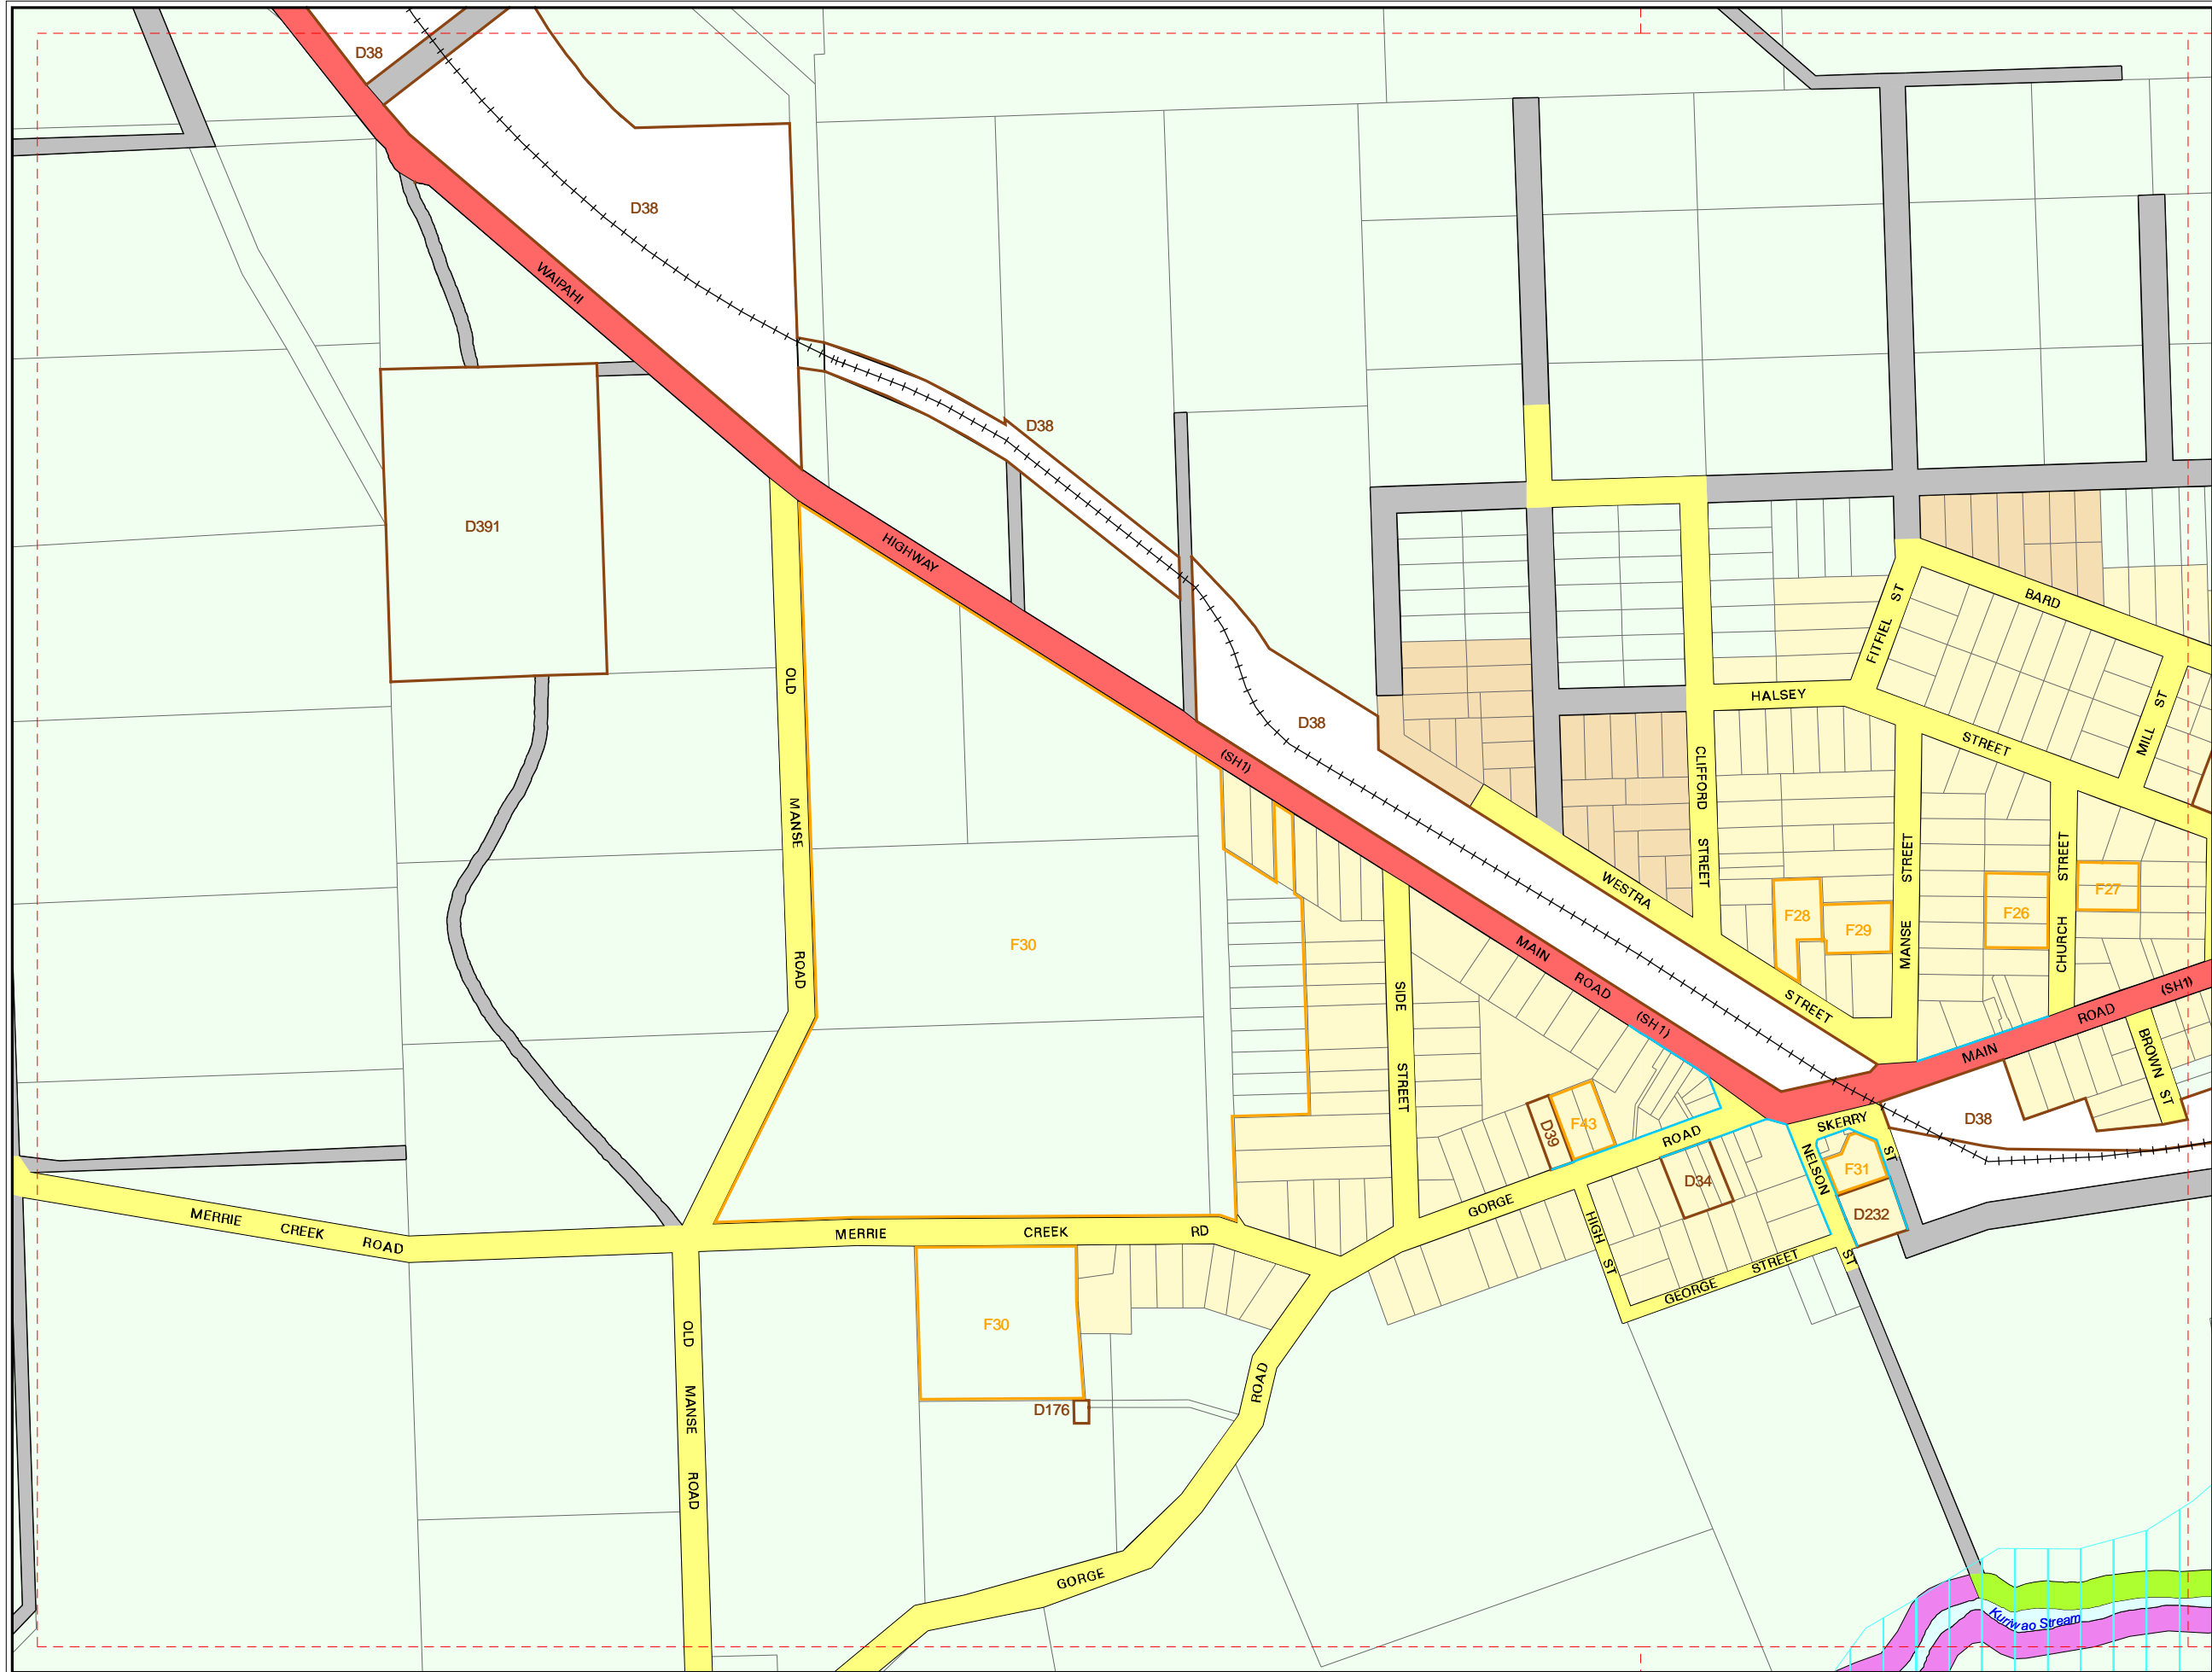 D38
D38
WAIPAHI
D38
D391
HIGHWAY
FITFIEL ST
BARD
OLD
HALSEY
MILL ST
D38
STREET
(SH1)
CLIFFORD STREET
MANSE
WESTRA
MANSE STREET
CHURCH STREET
F27
F28
F26
F29
F30
MAIN
ROAD
ROAD
SIDE STREET
STREET
(SH1)
(SH1)
ROAD
MAIN
BROWN ST
D38
SKERRY ST
D39
F43
ROAD
NELSON ST
F31
D34
GORGE
D232
HIGH ST
MERRIE CREEK ROAD
MERRIE CREEK RD
STREET
GEORGE
F30
OLD MANSE ROAD
ROAD
D176
GORGE
Kuriwao Stream